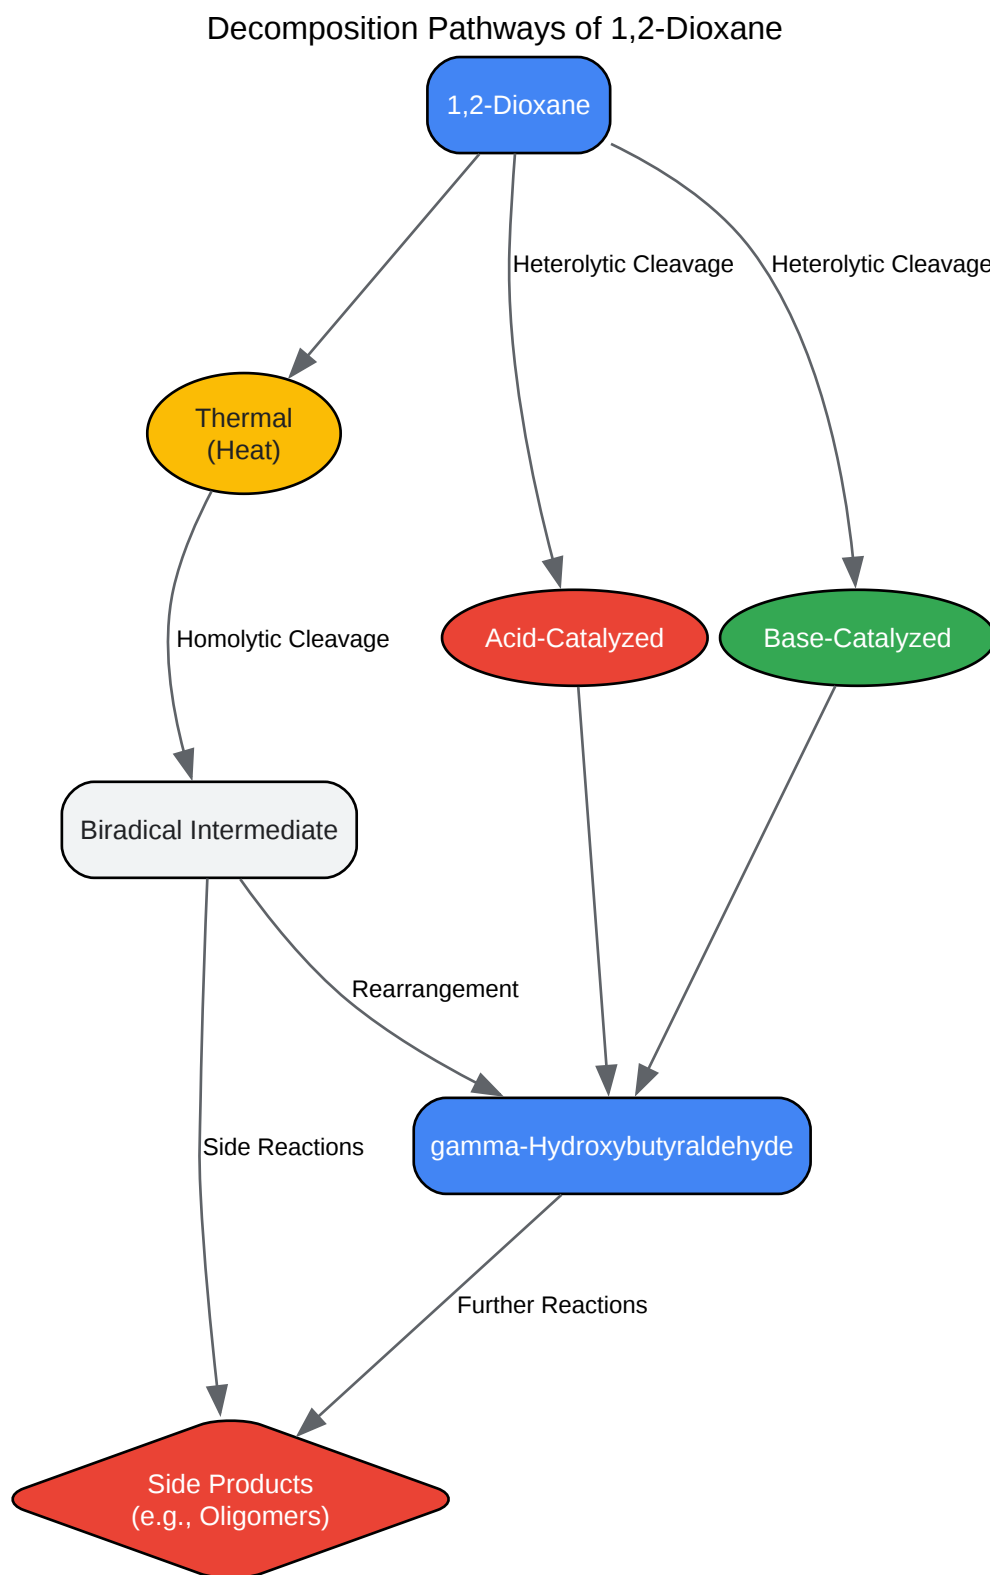 Decomposition Pathways of 1,2-Dioxane
1,2-Dioxane
Heterolytic Cleavage
Heterolytic Cleavage
Thermal
(Heat)
Homolytic Cleavage
Acid-Catalyzed
Base-Catalyzed
Biradical Intermediate
Rearrangement
Side Reactions
gamma-Hydroxybutyraldehyde
Further Reactions
Side Products
(e.g., Oligomers)